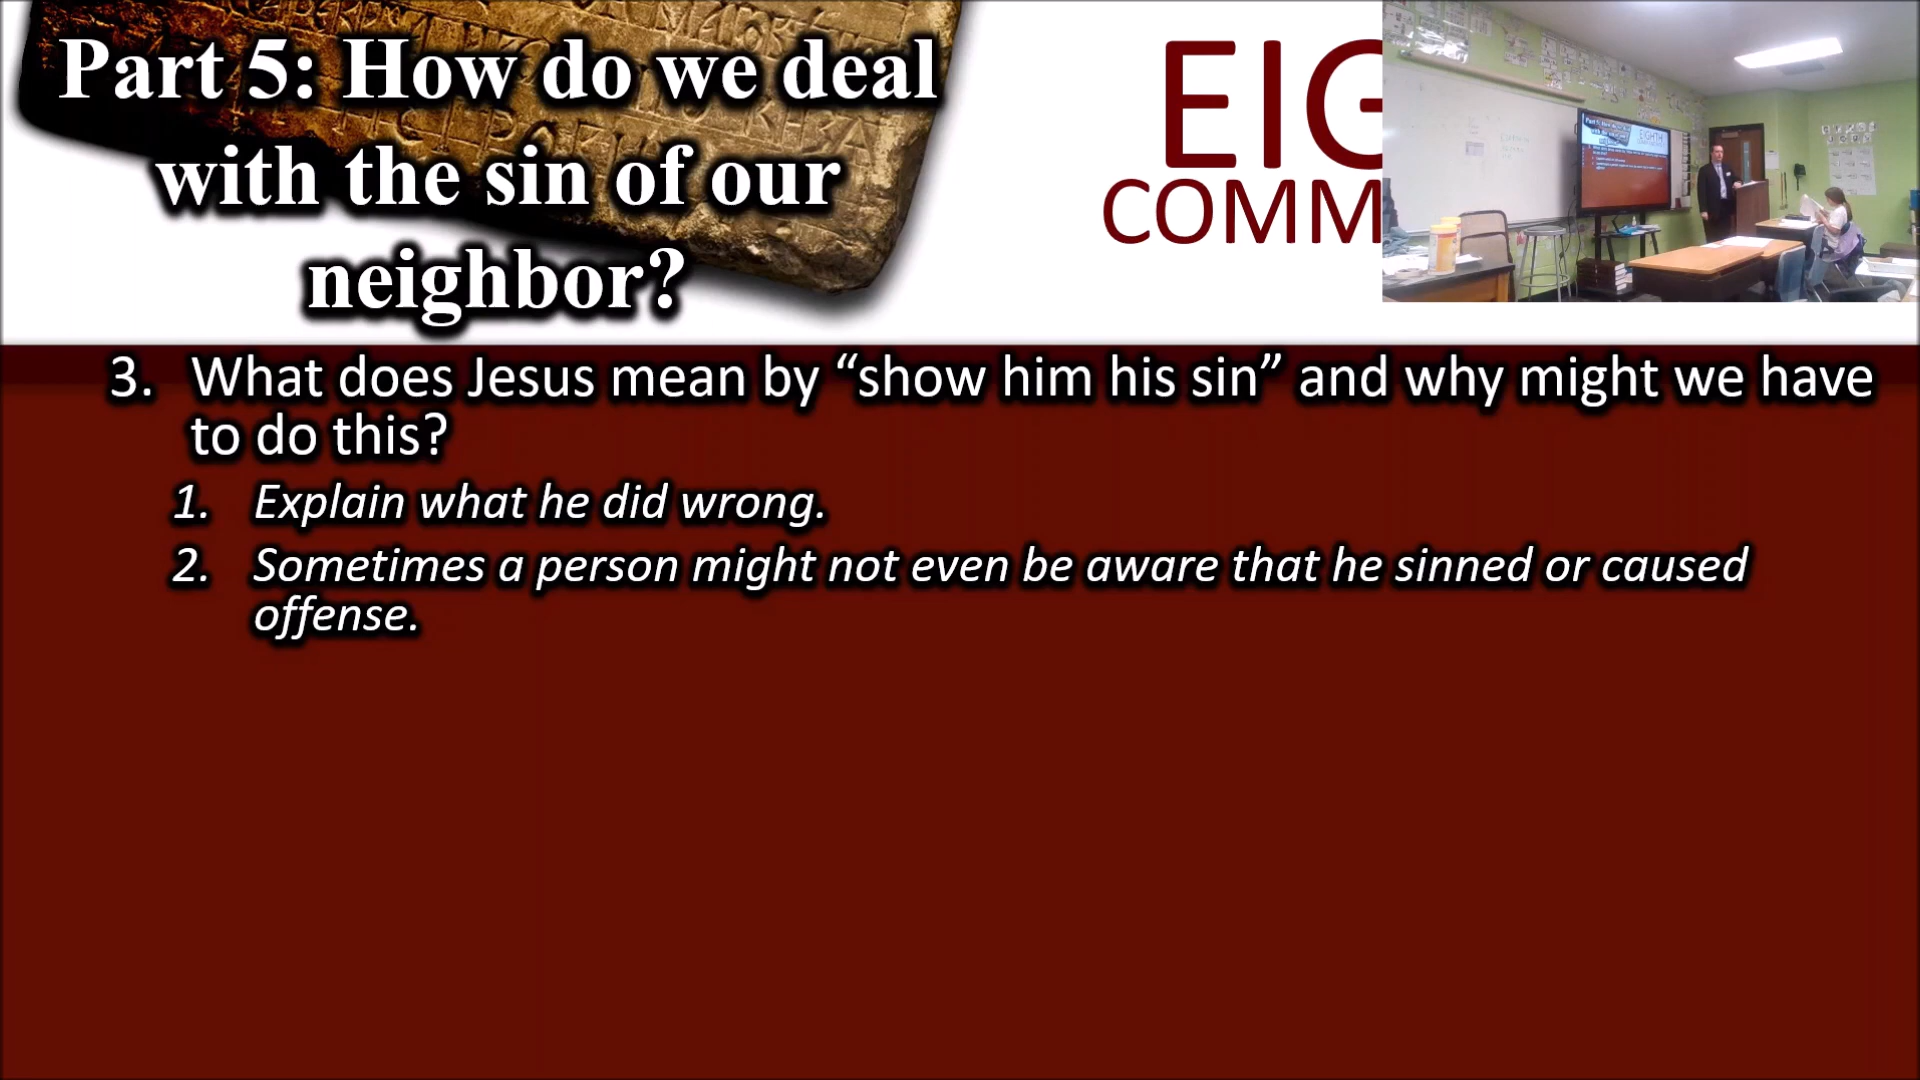 Part 5: How do we deal
with the sin of our
neighbor?
EIG
COMM
3. What does Jesus mean by “show him his sin” and why might we have
to do this?
1. Explain what he did wrong.
2. Sometimes a person might not even be aware that he sinned or caused
offense.